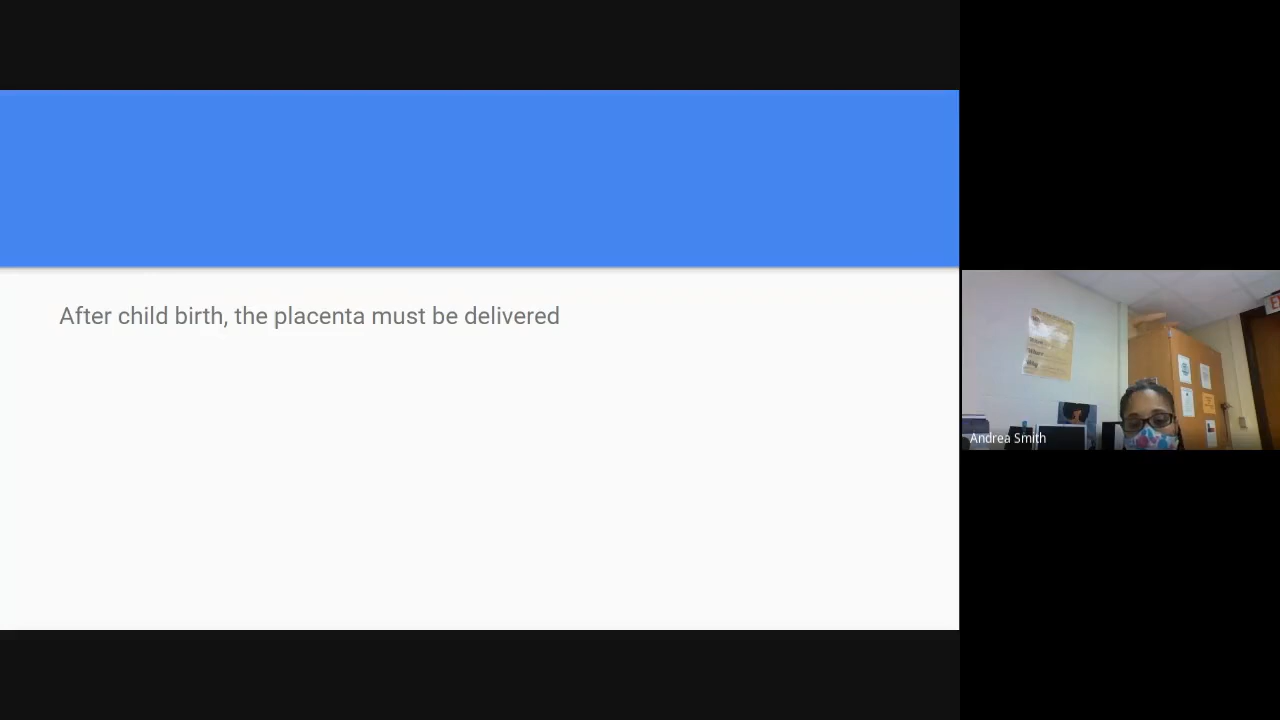 After child birth, the placenta must be delivered
Andrea Smith